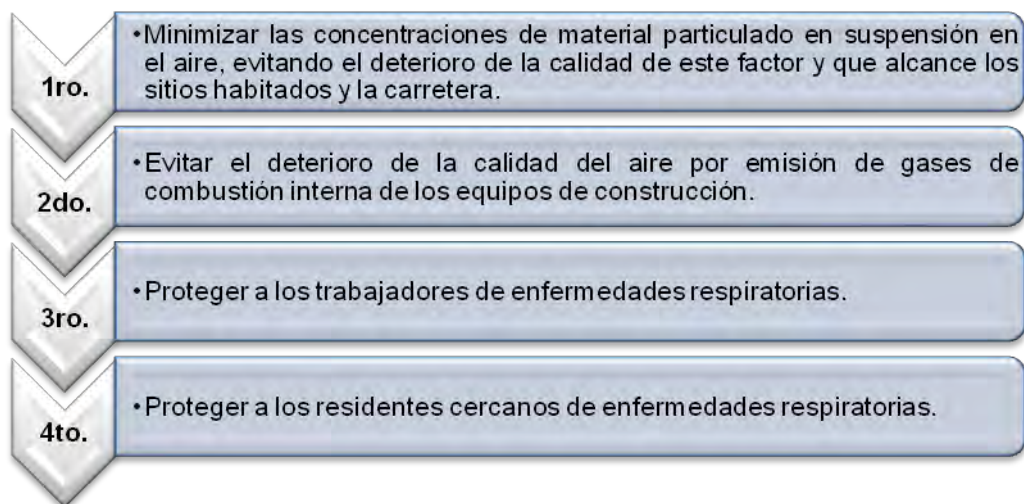 1ro.
•Minimizar las concentraciones de material particulado en suspensión en
el aire, evitando el deterioro de la calidad de este factor y que alcance los
sitios habitados y la carretera.
2do.
•Evitar el deterioro de la calidad del aire por emisión de gases de
combustión interna de los equipos de construcción.
3ro.
•Proteger a los trabajadores de enfermedades respiratorias.
4to.
•Proteger a los residentes cercanos de enfermedades respiratorias.